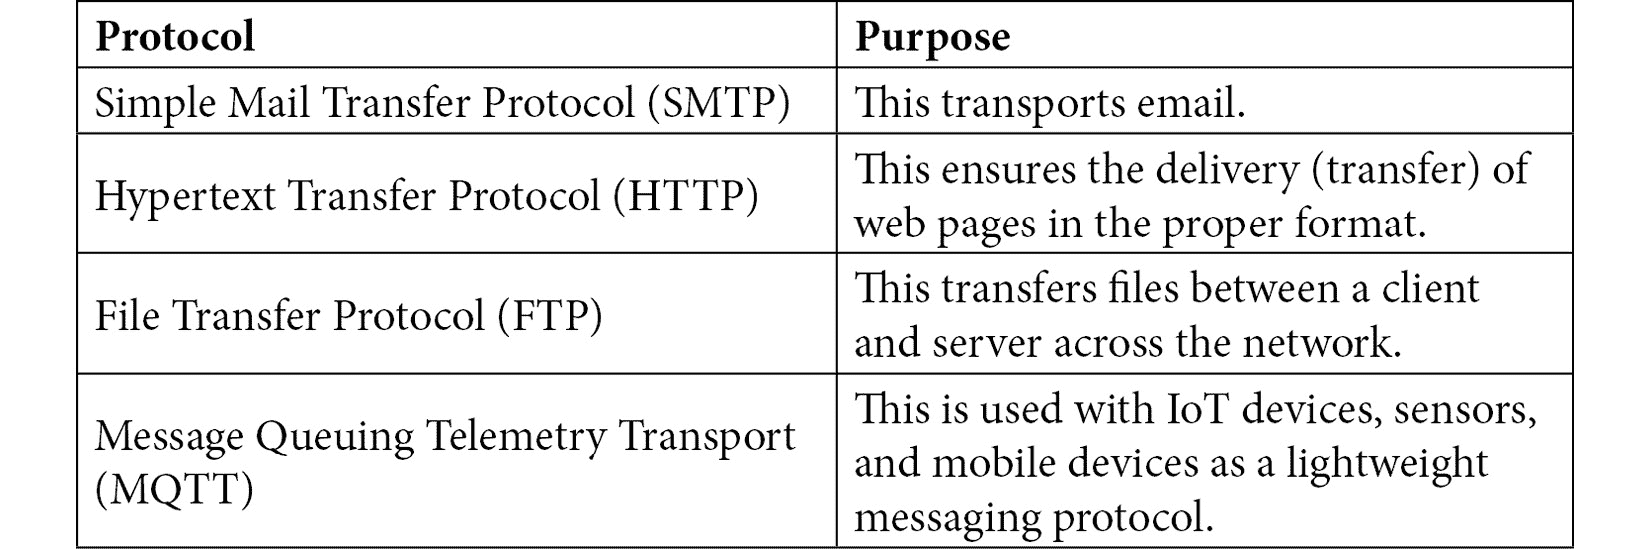 Protocol
Purpose
Simple Mail Transfer Protocol (SMTP)
This transports email.
Hypertext Transfer Protocol (HTTP)
This ensures the delivery (transfer) of
web pages in the proper format.
File Transfer Protocol (FTP)
This transfers files between a client
and server across the network.
Message Queuing Telemetry Transport
(MQTT)
This is used with IoT devices, sensors,
and mobile devices as a lightweight
messaging protocol.